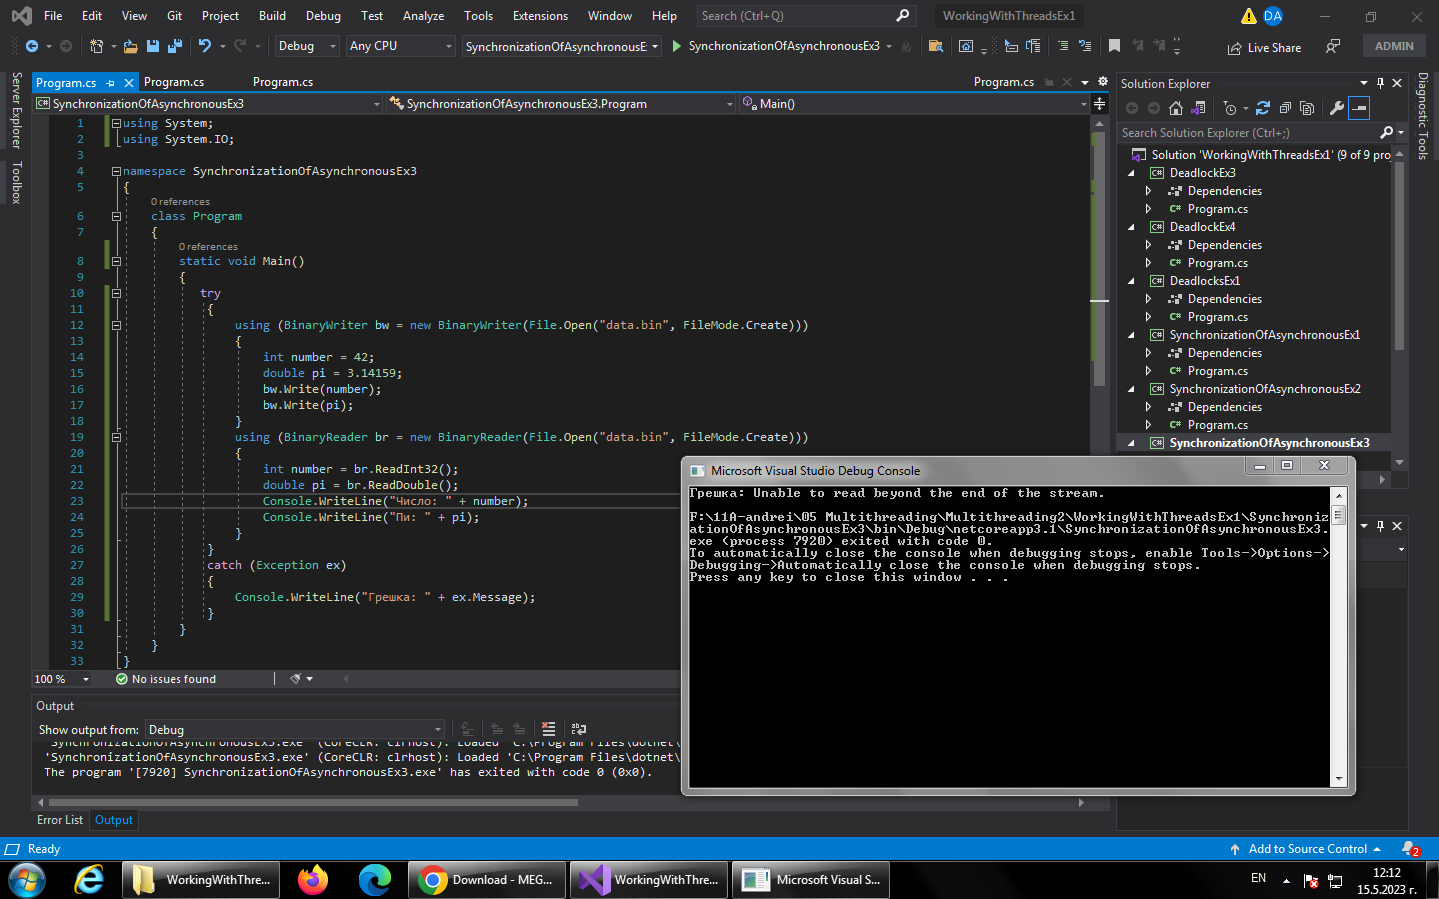 File Edit View Git Project Build Debug Test Analyze Tools Extensions Window Help Search (Ctrl+Q) WorkingWithThreadsEx1 DA
Debug Any CPU SynchronizationOfAsynchronousE: SynchronizationOfAsynchronousEx3 Live Share ADMIN
Server Explorer
Toolbox
Program.cs Program.cs Program.cs Program.cs
SynchronizationOfAsynchronousEx3 SynchronizationOfAsynchronousEx3.Program Main()
1 using System;
2 using System.IO;
3
4 namespace SynchronizationOfAsynchronousEx3
5 {
0 references
6 class Program
7 {
0 references
8 static void Main()
9 {
10 try
11 {
12 using (BinaryWriter bw = new BinaryWriter(File.Open("data.bin", FileMode.Create)))
13 {
14 int number = 42;
15 double pi = 3.14159;
16 bw.Write(number);
17 bw.Write(pi);
18 }
19 using (BinaryReader br = new BinaryReader(File.Open("data.bin", FileMode.Create)))
20 {
21 int number = br.ReadInt32();
22 double pi = br.ReadDouble();
23 Console.WriteLine("Число: " + number);
24 Console.WriteLine("Пи: " + pi);
25 }
26 }
27 catch (Exception ex)
28 {
29 Console.WriteLine("Грешка: " + ex.Message);
30 }
31 }
32 }
33 }
100 % No issues found
Output
Show output from: Debug
'SynchronizationOfAsynchronousEx3.exe' (CoreCLR: clrhost): Loaded 'C:\Program Files\dotnet\
'SynchronizationOfAsynchronousEx3.exe' (CoreCLR: clrhost): Loaded 'C:\Program Files\dotnet\
The program '[7920] SynchronizationOfAsynchronousEx3.exe' has exited with code 0 (0x0).
Error List Output
Solution Explorer
Search Solution Explorer (Ctrl+;)
Solution 'WorkingWithThreadsEx1' (9 of 9 proj
DeadlockEx3
Dependencies
C# Program.cs
DeadlockEx4
Dependencies
C# Program.cs
DeadlocksEx1
Dependencies
C# Program.cs
SynchronizationOfAsynchronousEx1
Dependencies
C# Program.cs
SynchronizationOfAsynchronousEx2
Dependencies
C# Program.cs
SynchronizationOfAsynchronousEx3
Diagnostic Tools
Microsoft Visual Studio Debug Console
Грешка: Unable to read beyond the end of the stream.
F:\11A-andrei\05 Multithreading\Multithreading2\WorkingWithThreadsEx1\Synchroniz
ationOfAsynchronousEx3\bin\Debug\netcoreapp3.1\SynchronizationOfAsynchronousEx3.
exe (process 7920) exited with code 0.
To automatically close the console when debugging stops, enable Tools->Options->
Debugging->Automatically close the console when debugging stops.
Press any key to close this window . . .
Ready Add to Source Control 2
WorkingWithThre... Download - MEG... WorkingWithThre... Microsoft Visual S... EN 12:12
15.5.2023 г.